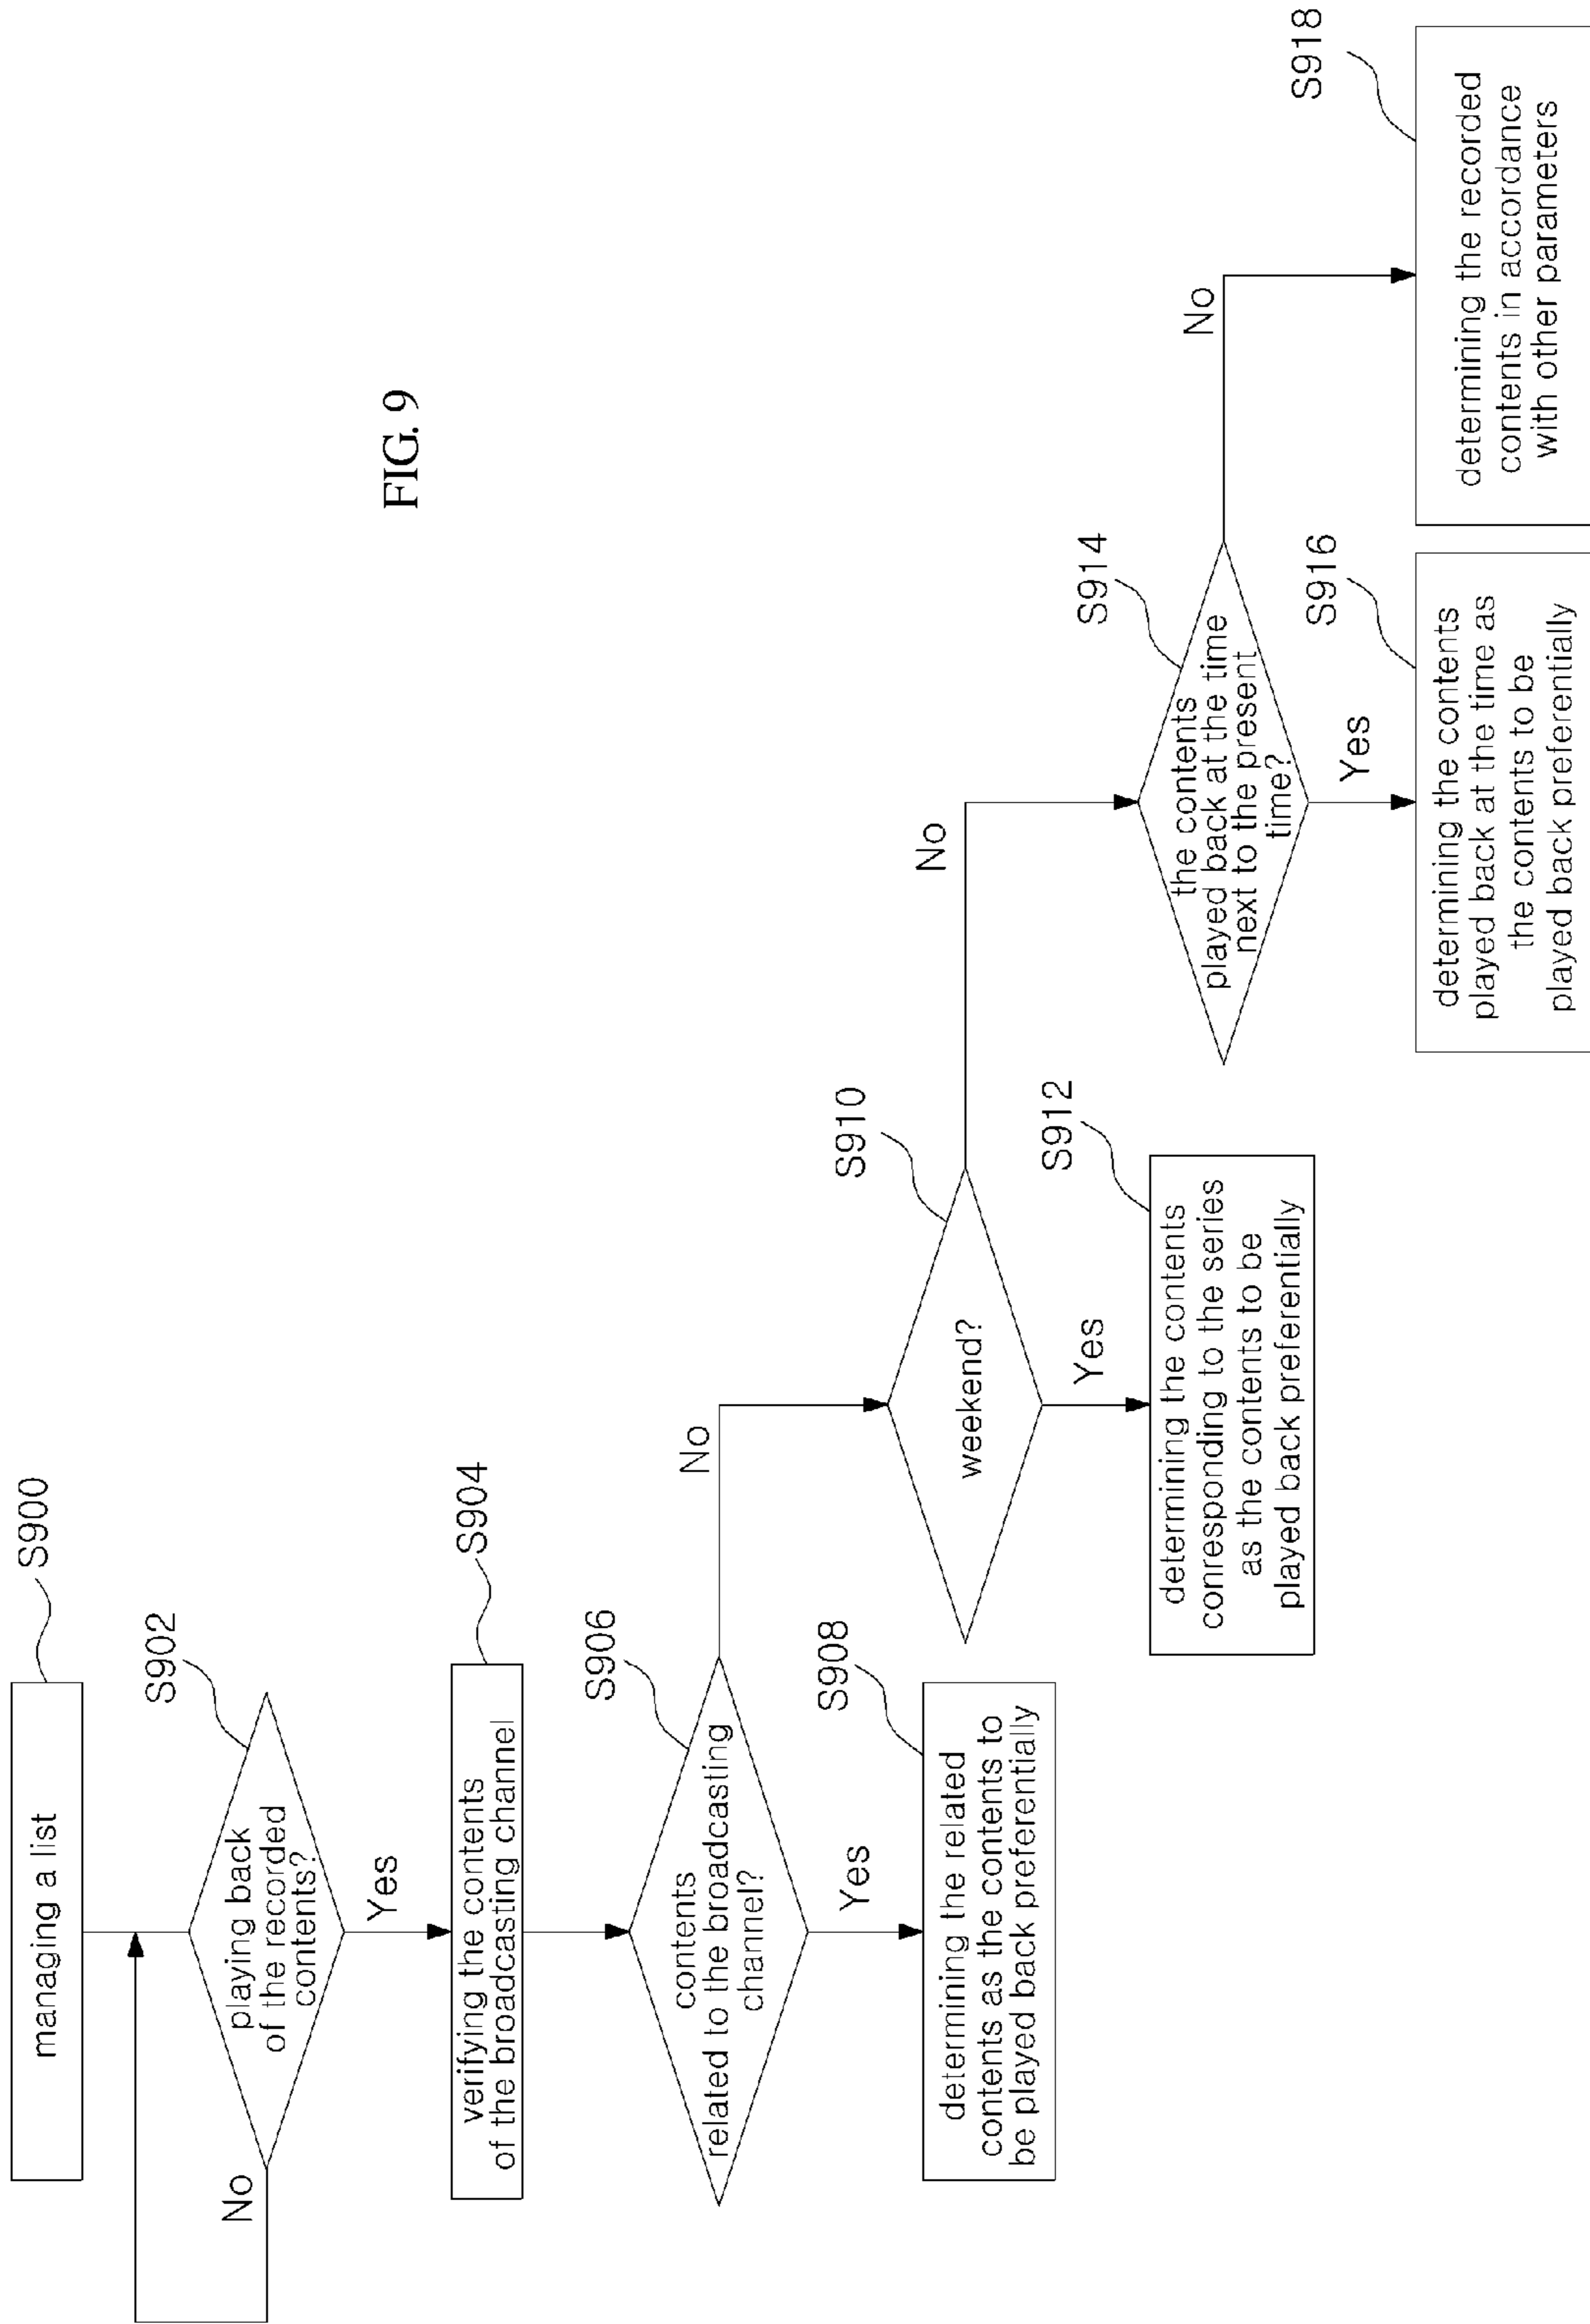 FIG. 9
S900
managing a list
S902
playing back
of the recorded
contents?
No
Yes
S904
verifying the contents
of the broadcasting channel
S906
contents
related to the broadcasting
channel?
No
Yes
S908
determining the related
contents as the contents to
be played back preferentially
S910
weekend?
No
Yes
S912
determining the contents
conresponding to the series
as the contents to be
played back preferentially
S914
the contents
played back at the time
next to the present
time?
No
Yes
S916
determining the contents
played back at the time as
the contents to be
played back preferentially
S918
determining the recorded
contents in accordance
with other parameters